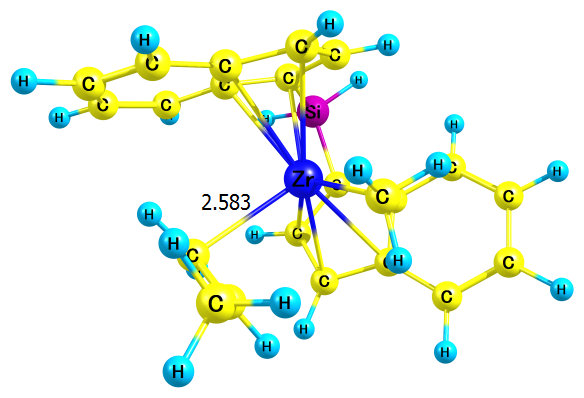 H C H
H C C C C H
H C C C C H
H H Si H
H H C
C H
Zr C C H
2.583
H H C
C H C H C
C C H
H C H C
H H H
H